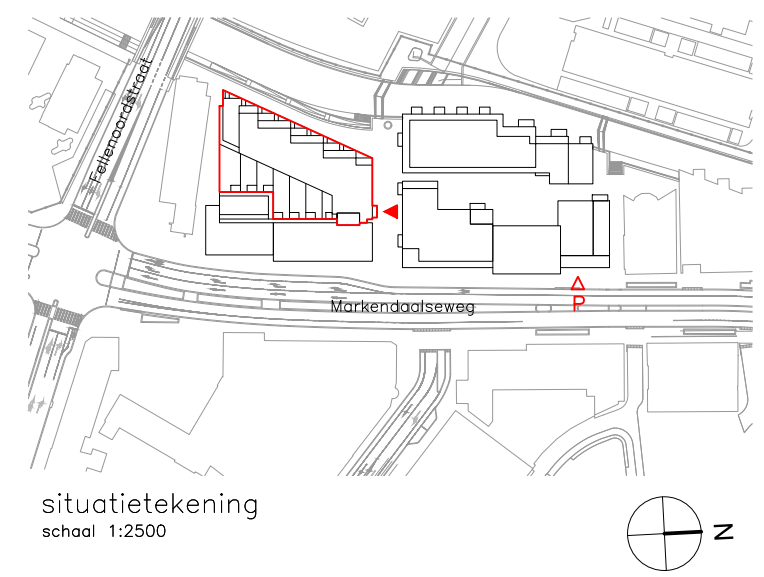 Fellenoordstraat
Markendaalseweg
P
situatietekening
schaal 1:2500
N